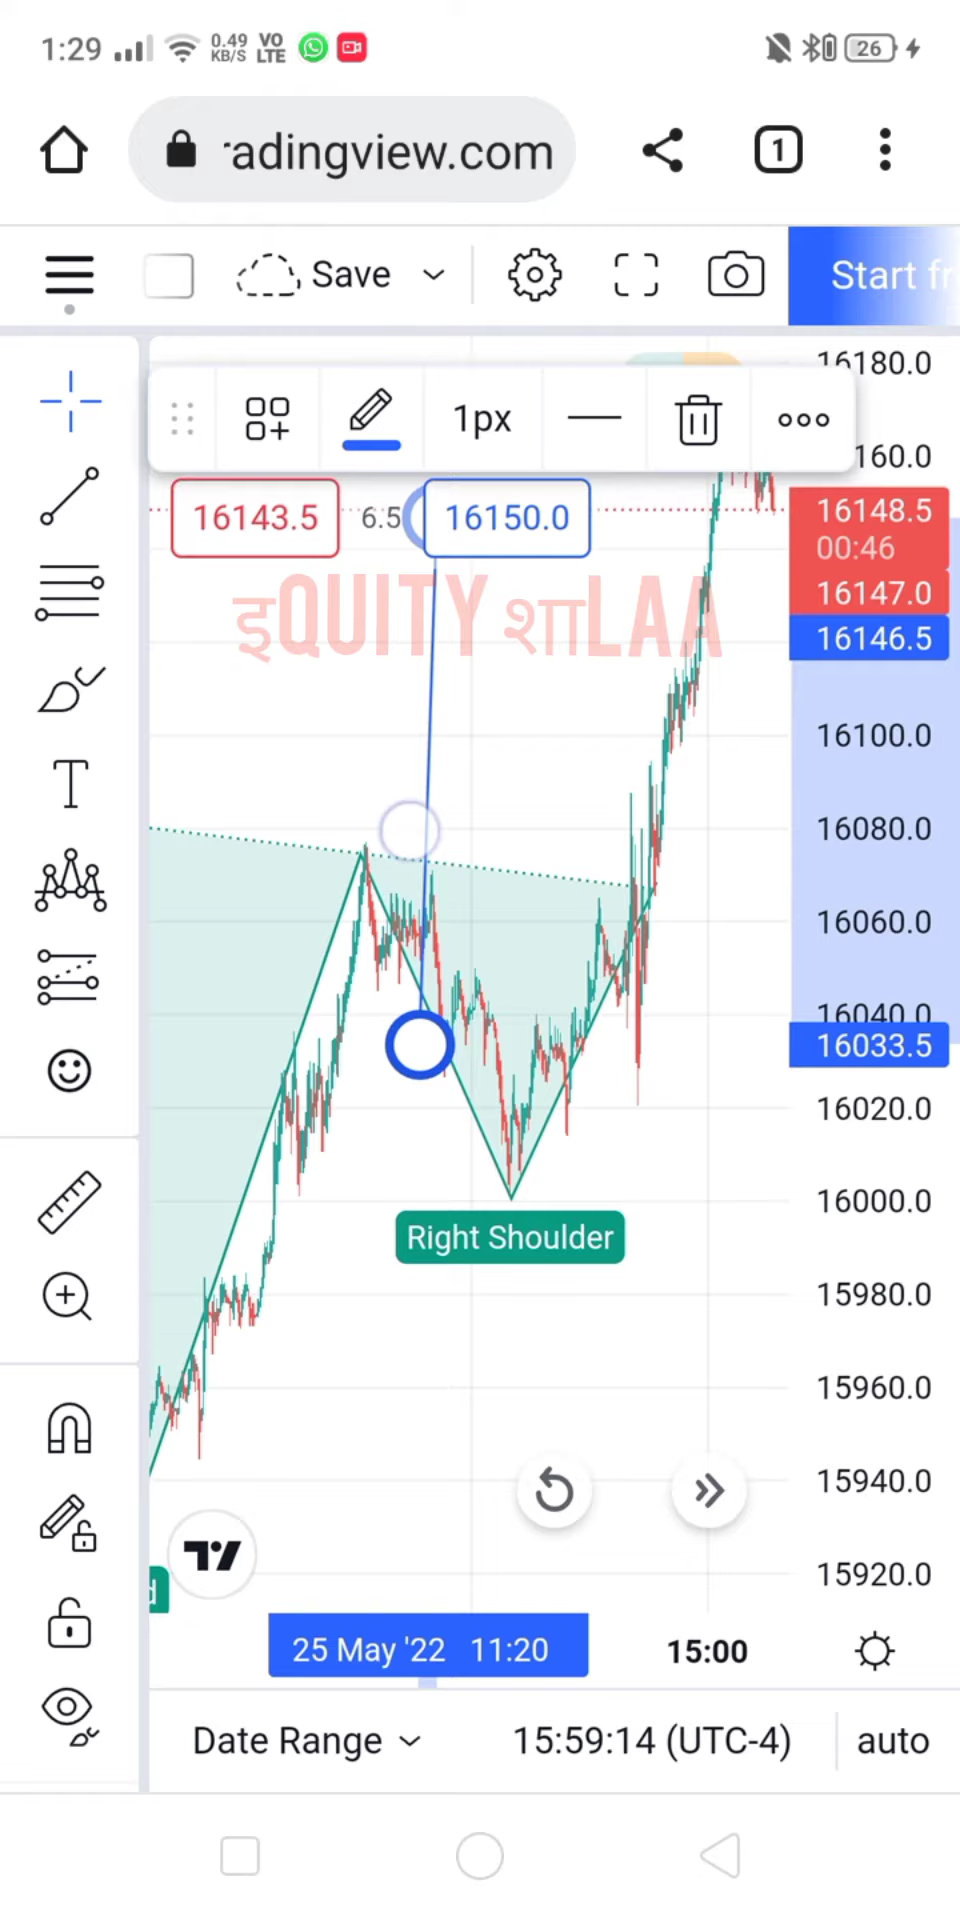 1:29 0.49 KB/S VO LTE 26
adingview.com 1
Save Start fr
16180.0
1px 160.0
16143.5 6.5 16150.0 16148.5
00:46
16147.0
16146.5
इQUITY शाLAA
16100.0
16080.0
16060.0
16040.0
16033.5
16020.0
16000.0
Right Shoulder
15980.0
15960.0
15940.0
15920.0
d
25 May '22 11:20 15:00
Date Range 15:59:14 (UTC-4) auto